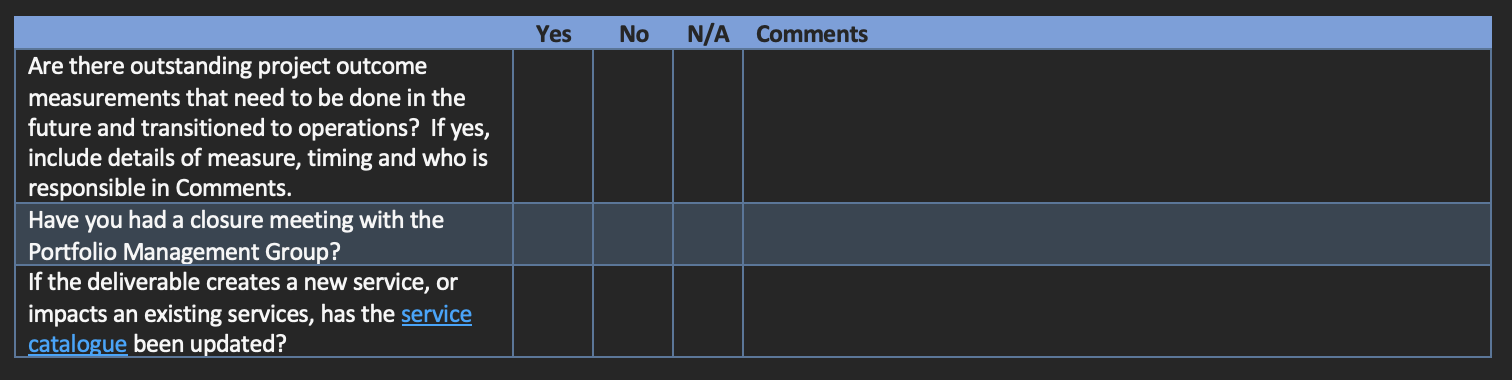 Yes No N/A Comments
Are there outstanding project outcome
measurements that need to be done in the
future and transitioned to operations?  If yes,
include details of measure, timing and who is
responsible in Comments.
Have you had a closure meeting with the
Portfolio Management Group?
If the deliverable creates a new service, or
impacts an existing services, has the service
catalogue been updated?